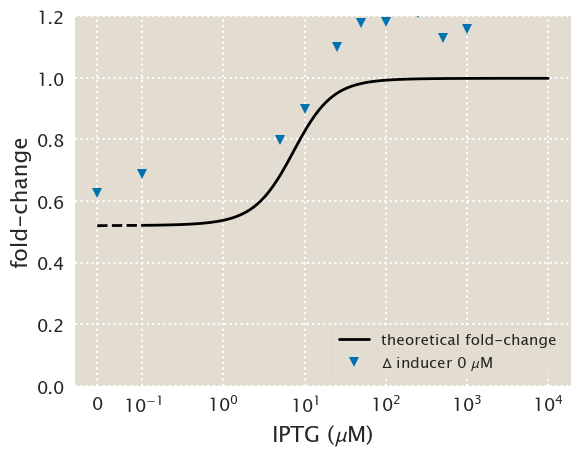 1.2
1.0
0.8
0.6
0.4
0.2
0.0
fold-change
theoretical fold-change
Δ inducer 0 μM
0 10⁻¹ 10⁰ 10¹ 10² 10³ 10⁴
IPTG (μM)